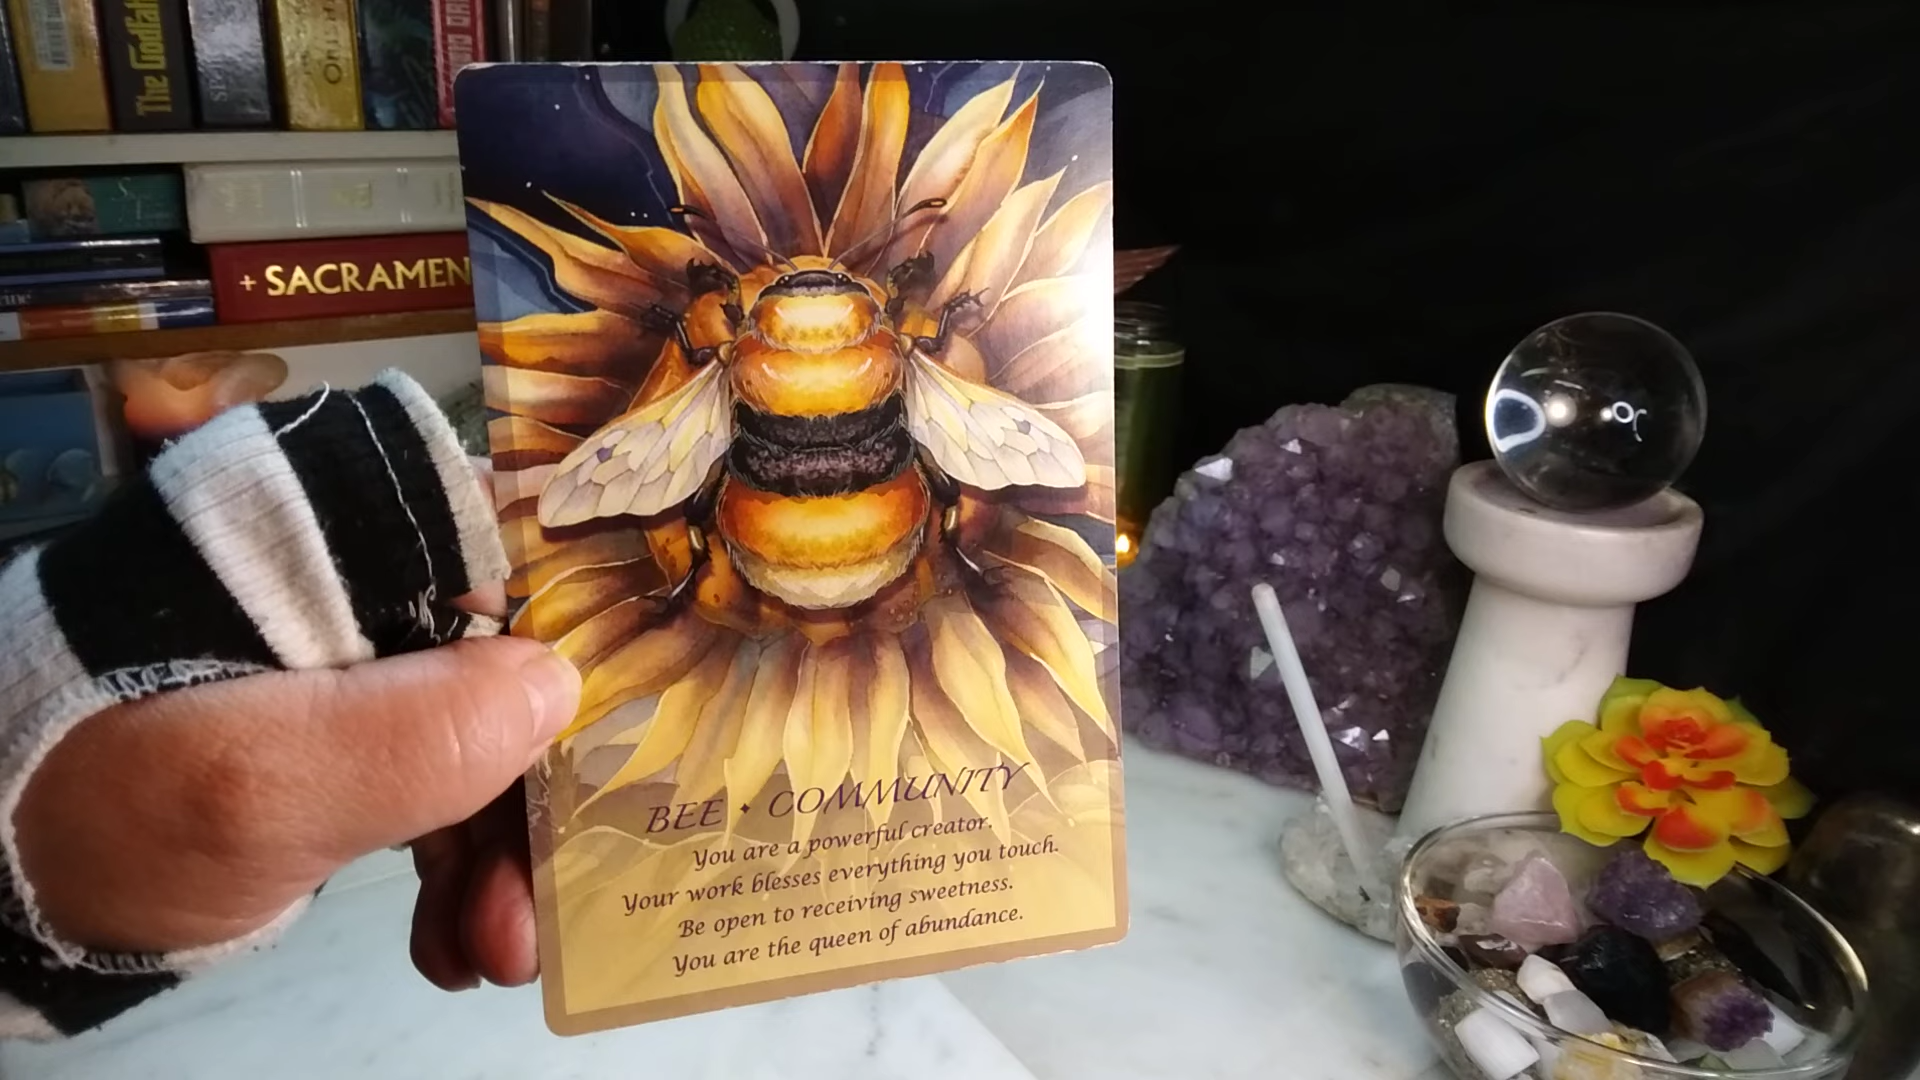 The Godfat
+ SACRAMEN
BEE • COMMUNITY
You are a powerful creator.
Your work blesses everything you touch.
Be open to receiving sweetness.
You are the queen of abundance.